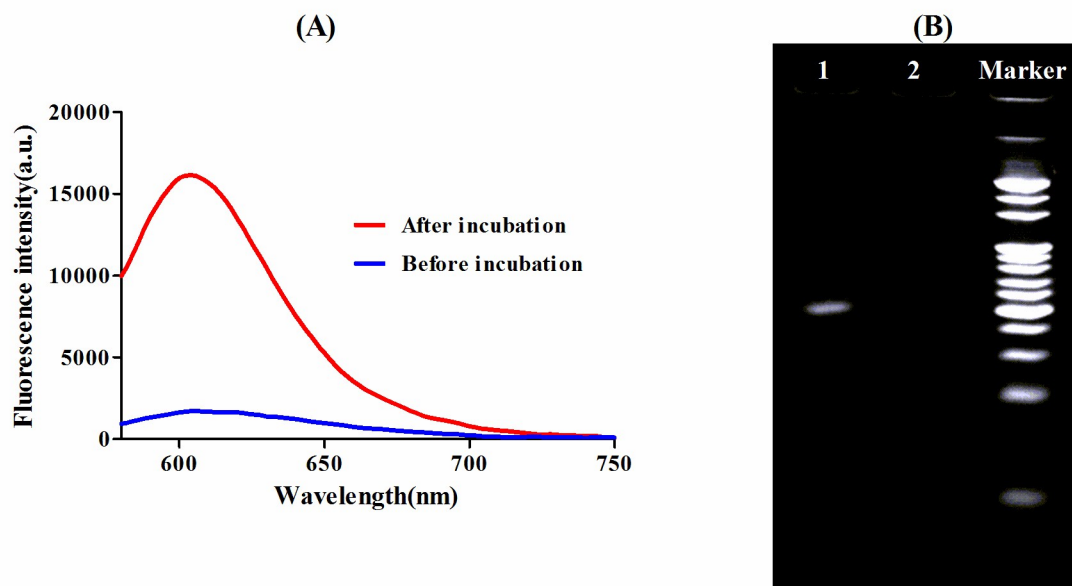 (A)
Fluorescence intensity(a.u.)
20000
15000
10000
5000
0
600
650
700
750
Wavelength(nm)
After incubation
Before incubation
(B)
1 2 Marker